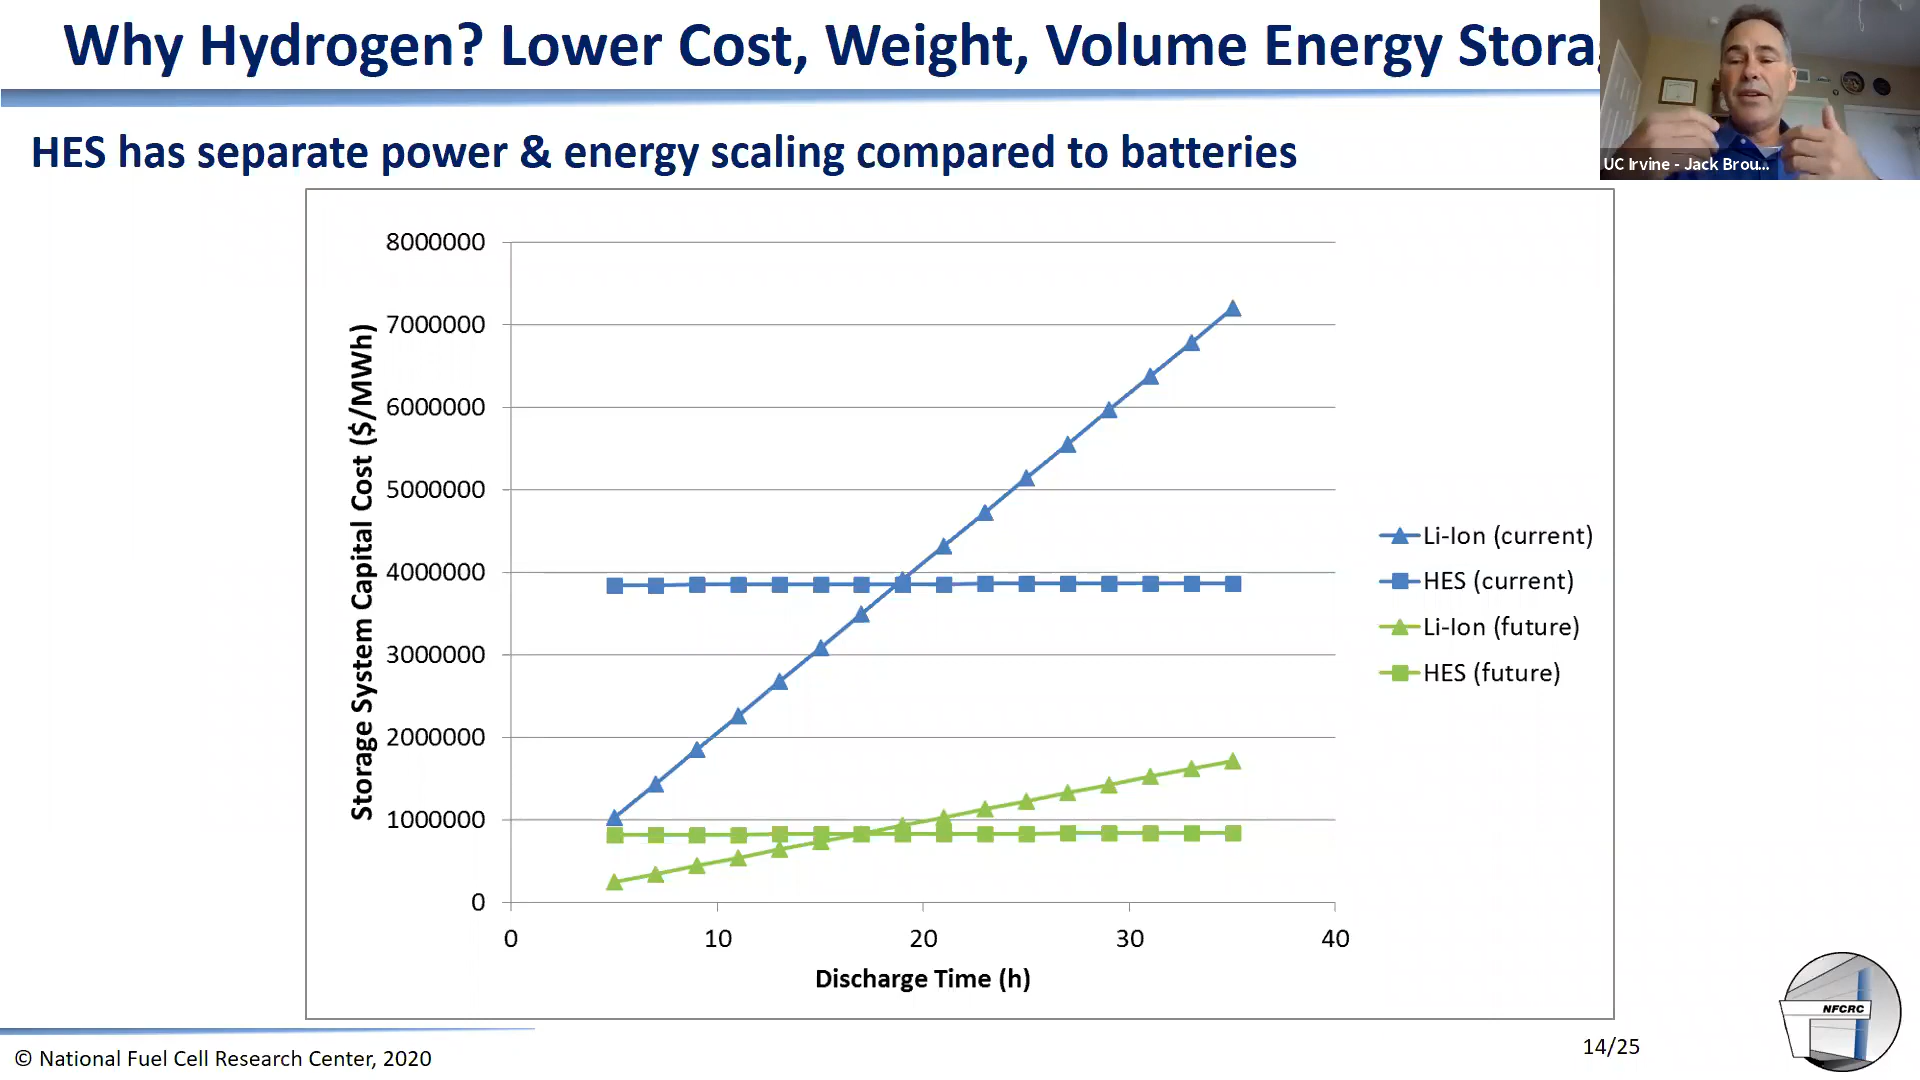 Why Hydrogen? Lower Cost, Weight, Volume Energy Stora
UC Irvine - Jack Brou...
HES has separate power & energy scaling compared to batteries
Storage System Capital Cost ($/MWh)
8000000
7000000
6000000
5000000
4000000
3000000
2000000
1000000
0
0 10 20 30 40
Discharge Time (h)
Li-Ion (current)
HES (current)
Li-Ion (future)
HES (future)
NFCRC
© National Fuel Cell Research Center, 2020
14/25